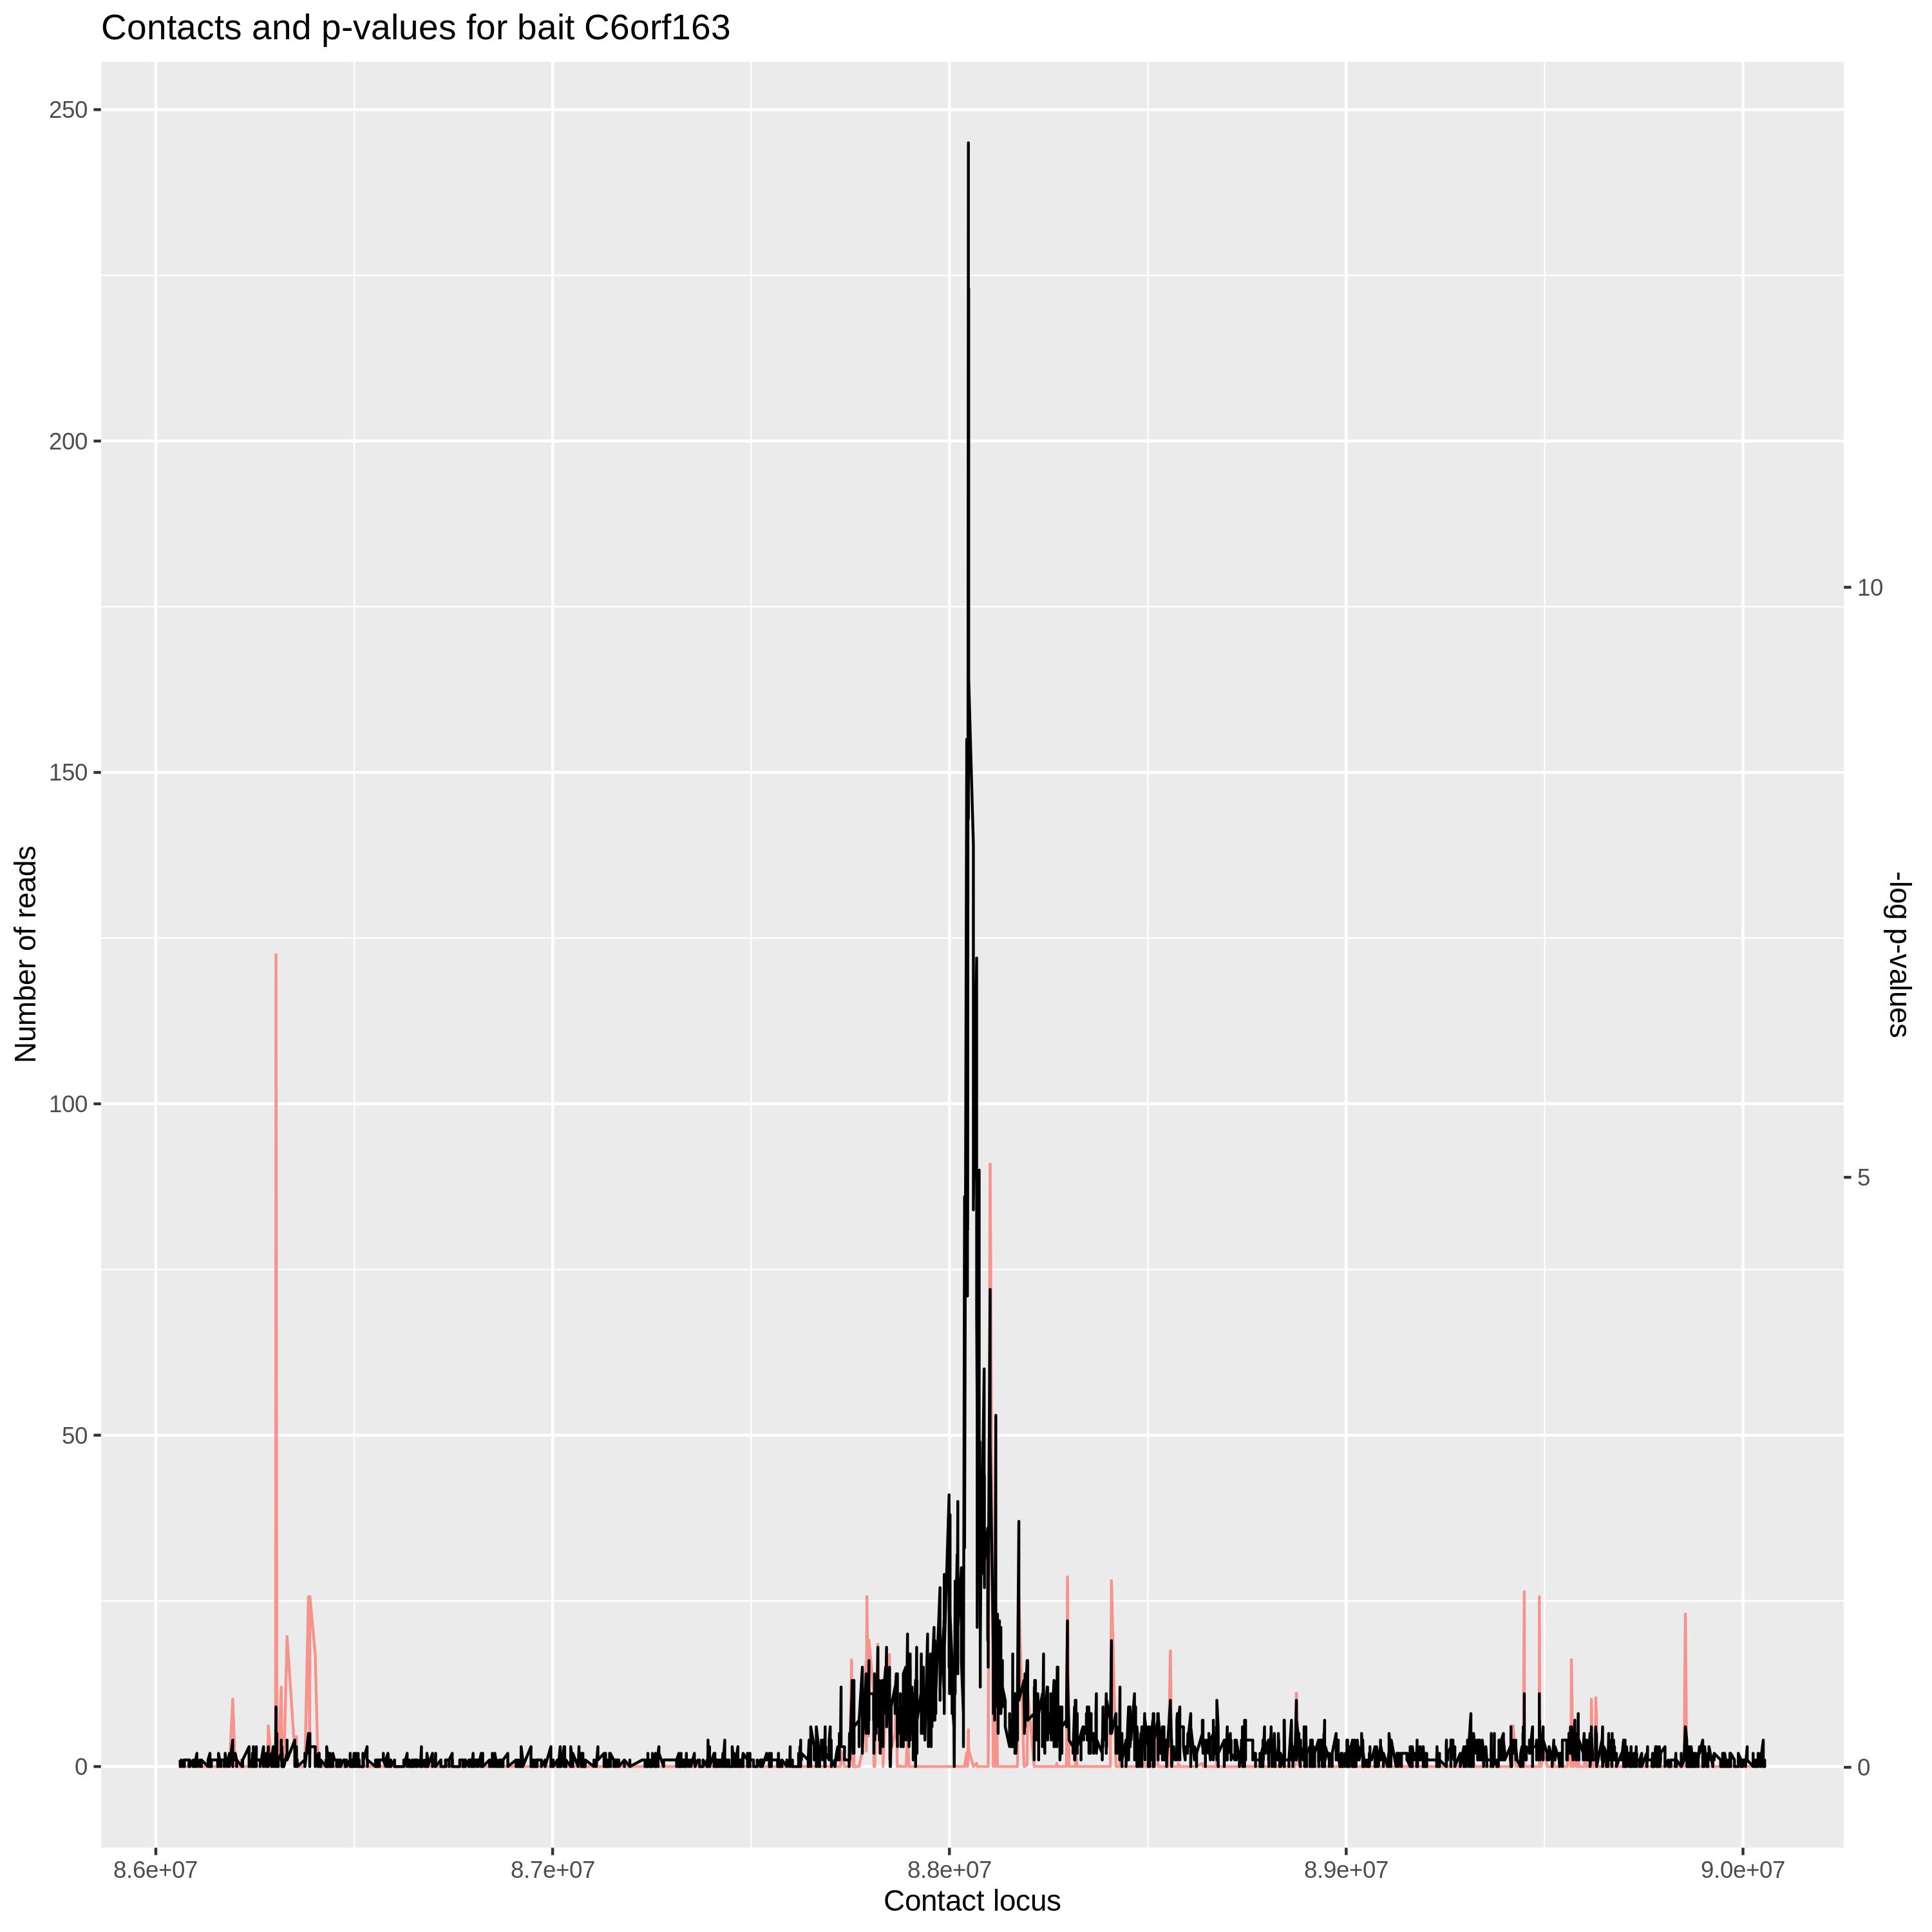 Contacts and p-values for bait C6orf163
250
200
150
100
50
0
Number of reads
10
5
0
-log p-values
8.6e+07
8.7e+07
8.8e+07
8.9e+07
9.0e+07
Contact locus